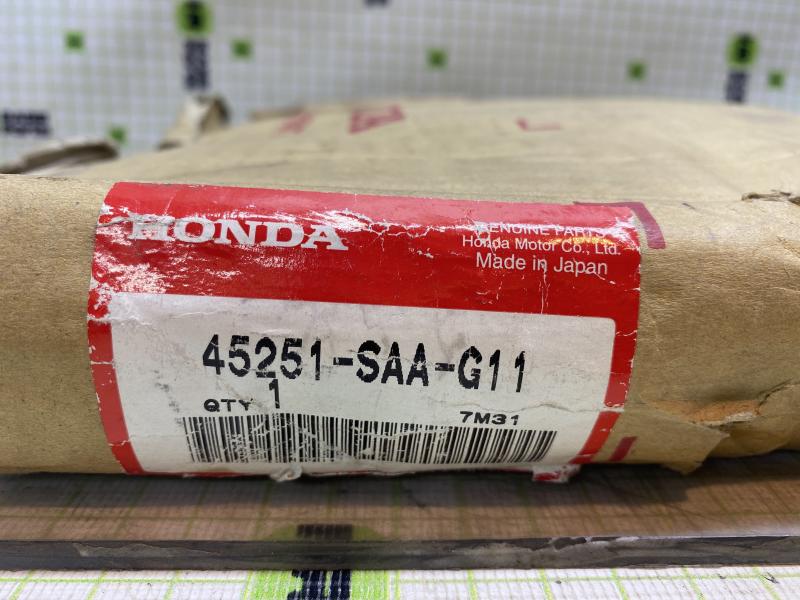 HONDA
GENUINE PARTS
Honda Motor Co., Ltd.
Made in Japan
45251-SAA-G11
QTY 1
7M31